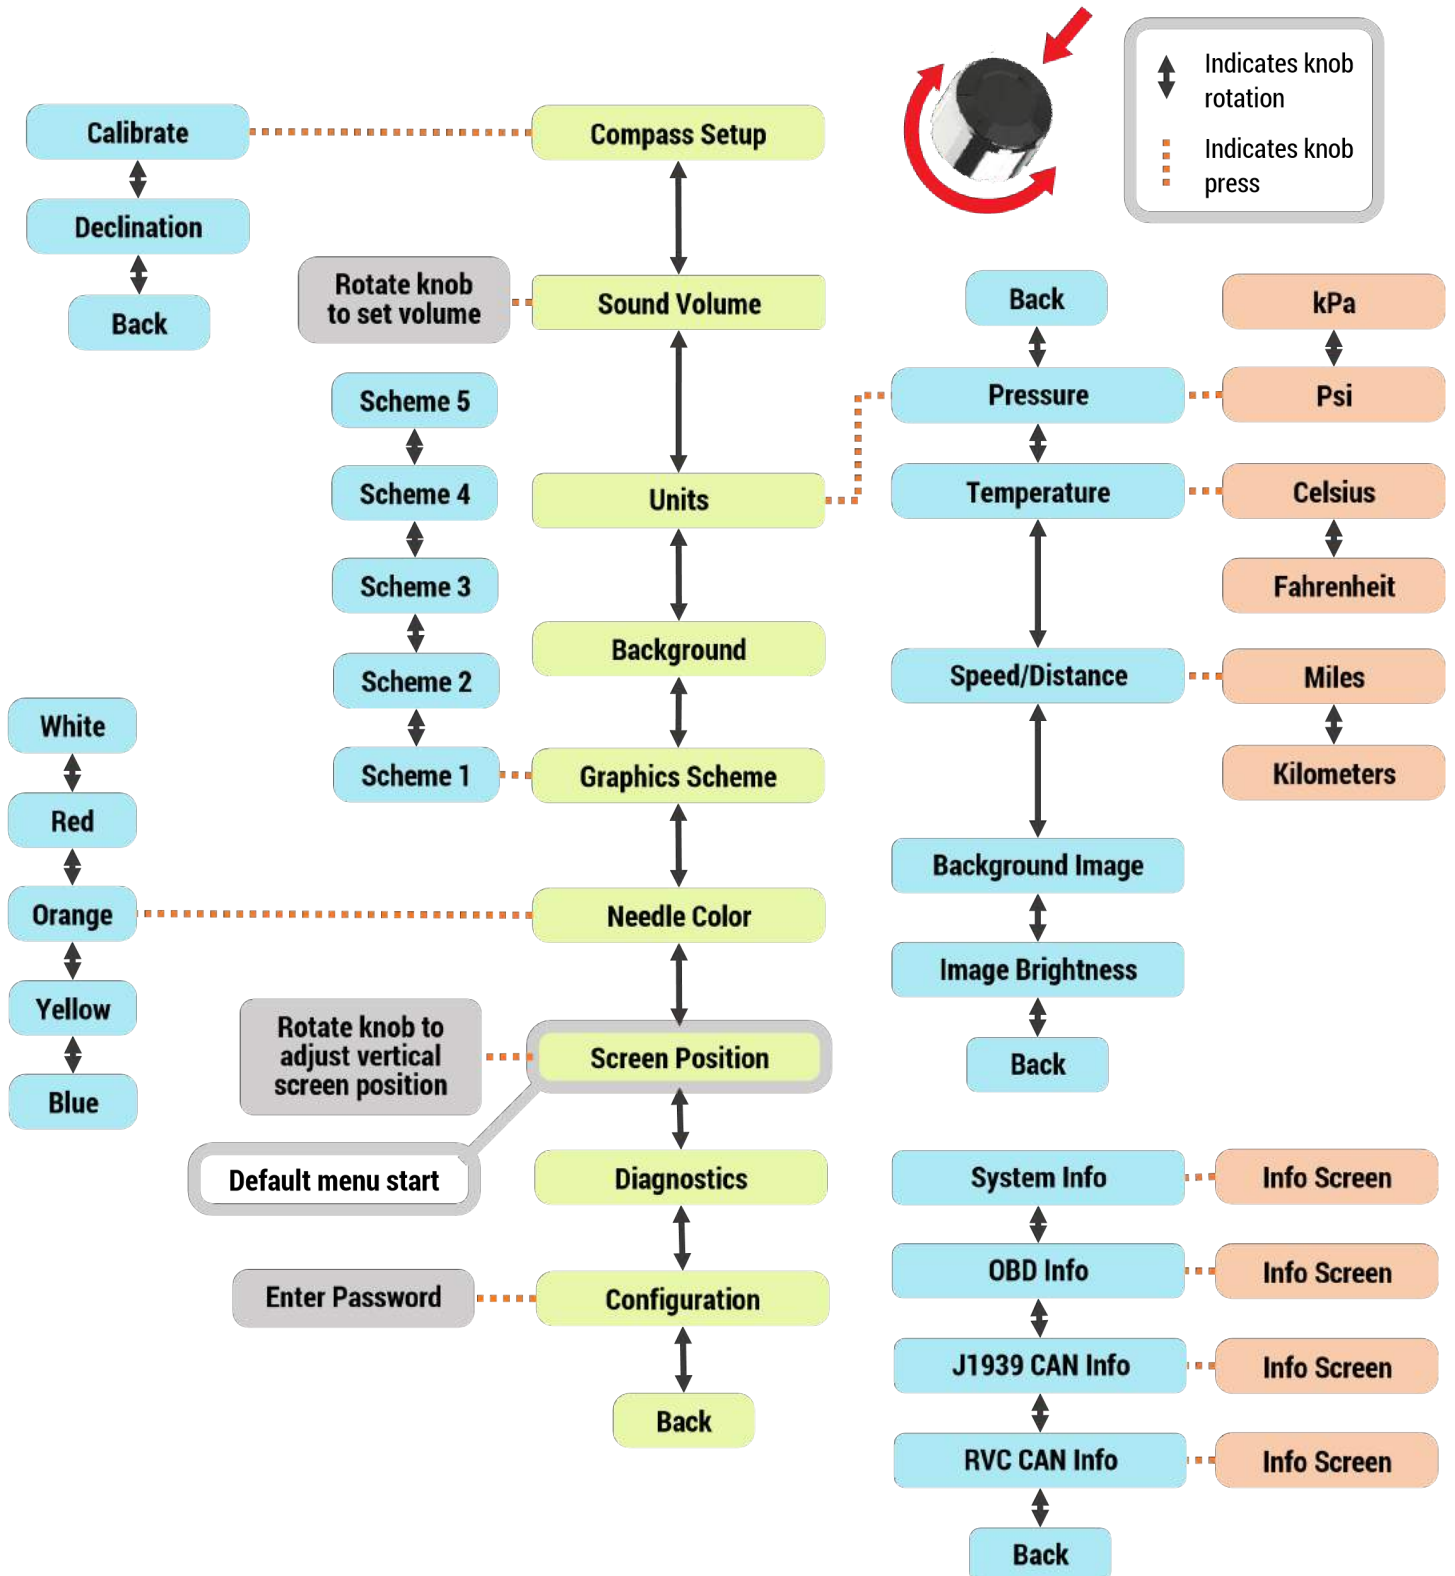 Indicates knob
rotation
Indicates knob
press
Calibrate
Declination
Back
Compass Setup
Rotate knob
to set volume
Sound Volume
Scheme 5
Scheme 4
Scheme 3
Scheme 2
Scheme 1
Units
Background
Graphics Scheme
White
Red
Orange
Yellow
Blue
Needle Color
Rotate knob to
adjust vertical
screen position
Screen Position
Default menu start
Diagnostics
Enter Password
Configuration
Back
Back
Pressure
Temperature
Speed/Distance
Background Image
Image Brightness
Back
kPa
Psi
Celsius
Fahrenheit
Miles
Kilometers
System Info
Info Screen
OBD Info
Info Screen
J1939 CAN Info
Info Screen
RVC CAN Info
Info Screen
Back